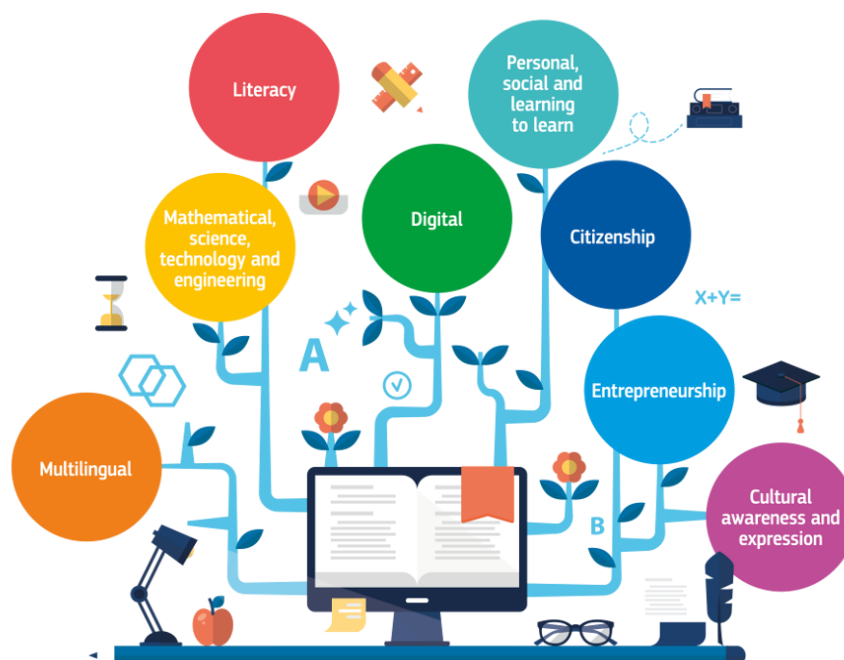 Literacy
Personal,
social and
learning
to learn
Mathematical,
science,
technology and
engineering
Digital
Citizenship
X+Y=
A
Entrepreneurship
Multilingual
Cultural
awareness and
expression
B